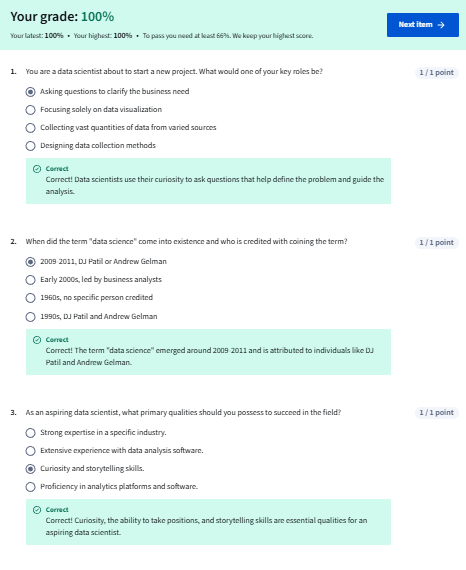 Your grade: 100%
Next item →
Your latest: 100% • Your highest: 100% • To pass you need at least 66%. We keep your highest score.
1. You are a data scientist about to start a new project. What would one of your key roles be?
1 / 1 point
Asking questions to clarify the business need
Focusing solely on data visualization
Collecting vast quantities of data from varied sources
Designing data collection methods
Correct
Correct! Data scientists use their curiosity to ask questions that help define the problem and guide the
analysis.
2. When did the term "data science" come into existence and who is credited with coining the term?
1 / 1 point
2009-2011, DJ Patil or Andrew Gelman
Early 2000s, led by business analysts
1960s, no specific person credited
1990s, DJ Patil and Andrew Gelman
Correct
Correct! The term "data science" emerged around 2009-2011 and is attributed to individuals like DJ
Patil and Andrew Gelman.
3. As an aspiring data scientist, what primary qualities should you possess to succeed in the field?
1 / 1 point
Strong expertise in a specific industry.
Extensive experience with data analysis software.
Curiosity and storytelling skills.
Proficiency in analytics platforms and software.
Correct
Correct! Curiosity, the ability to take positions, and storytelling skills are essential qualities for an
aspiring data scientist.